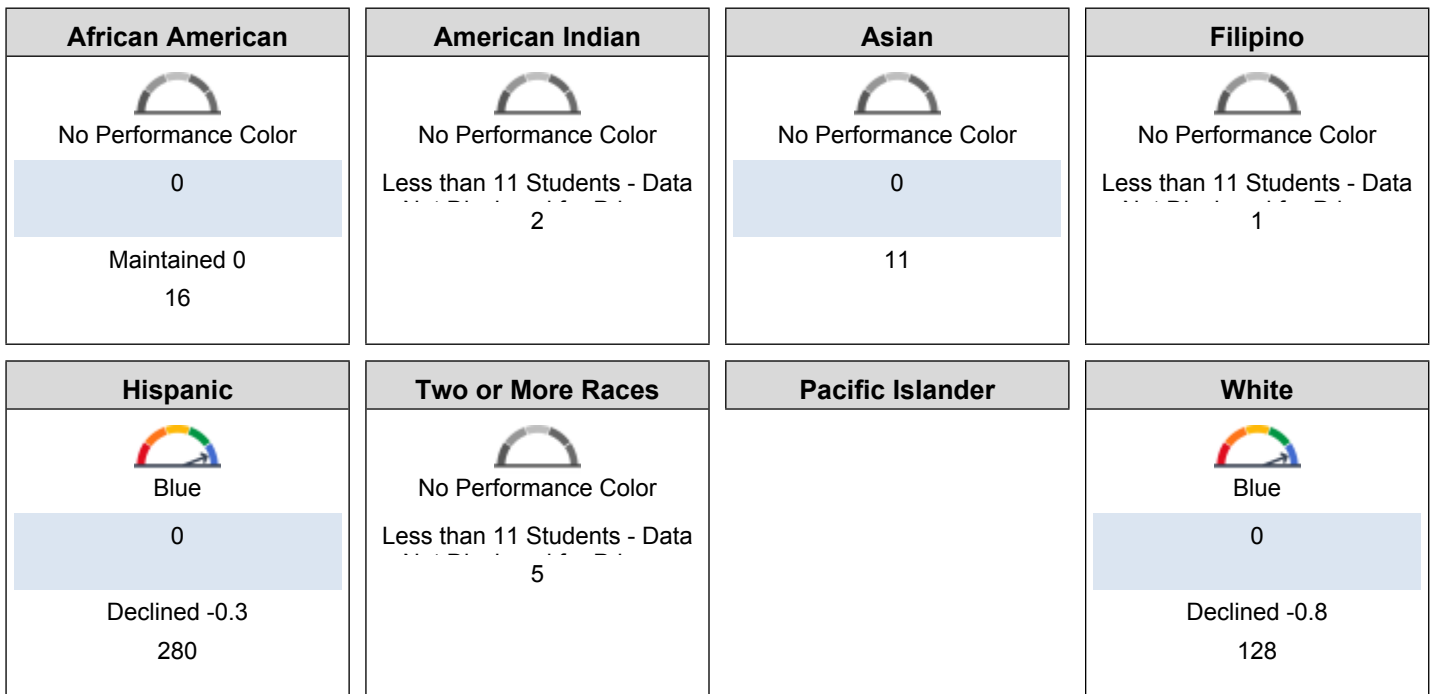 African American
No Performance Color
0
Maintained 0
16
American Indian
No Performance Color
Less than 11 Students - Data
2
Asian
No Performance Color
0
11
Filipino
No Performance Color
Less than 11 Students - Data
1
Hispanic
Blue
0
Declined -0.3
280
Two or More Races
No Performance Color
Less than 11 Students - Data
5
Pacific Islander
White
Blue
0
Declined -0.8
128